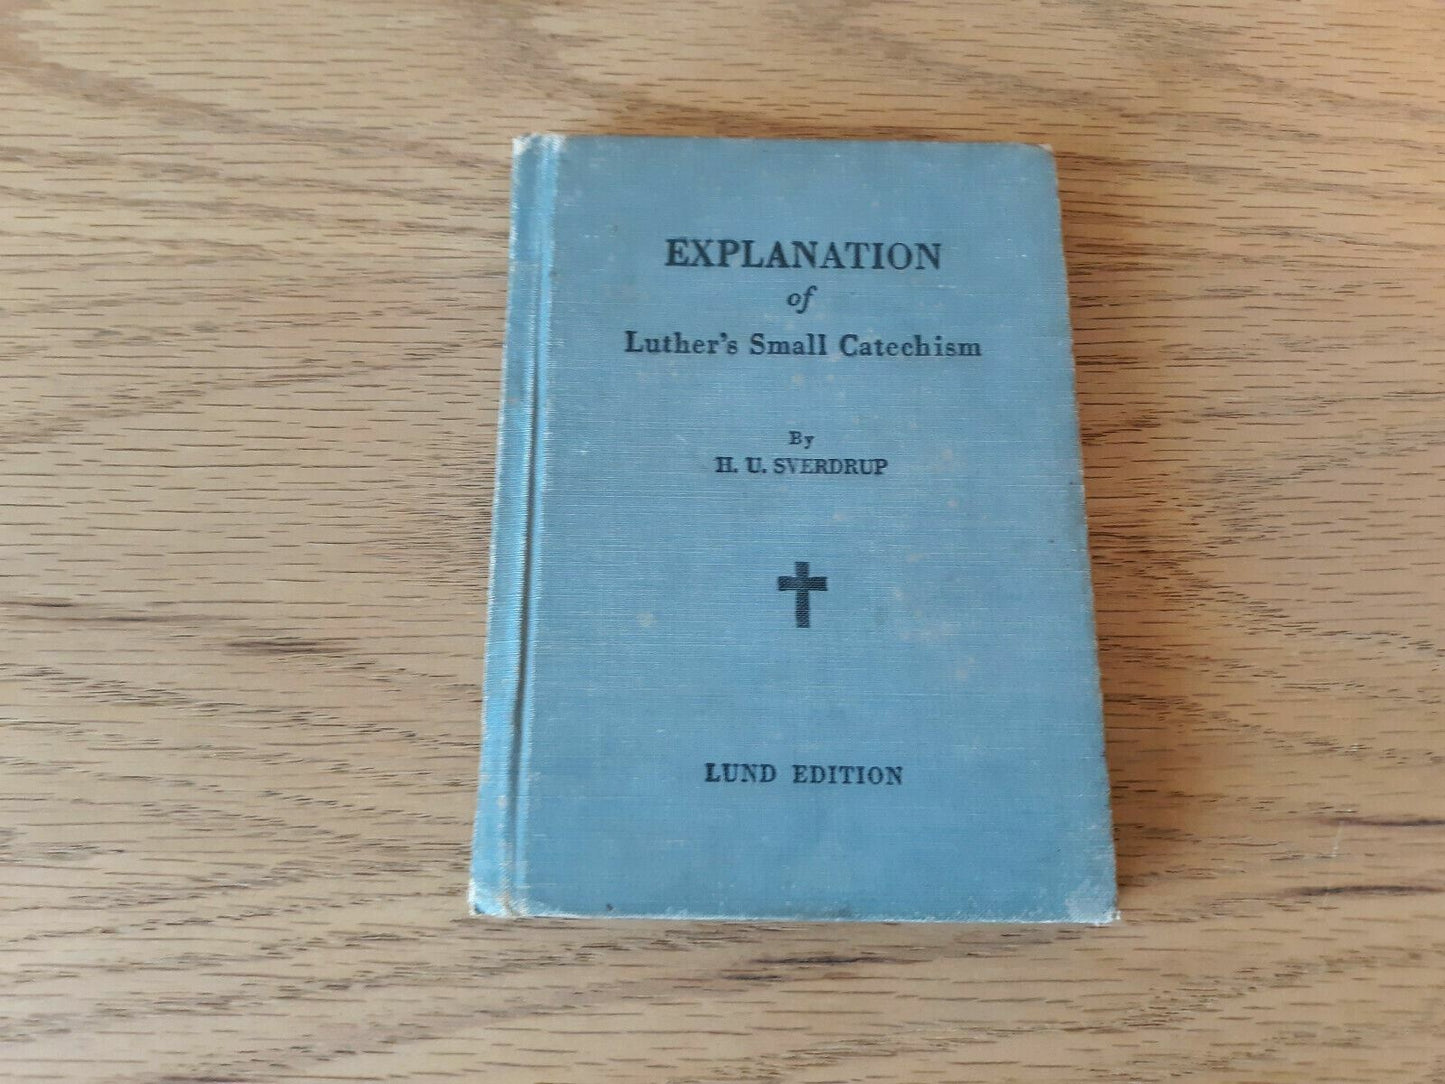 EXPLANATION
of
Luther's Small Catechism
By
H. U. SVERDRUP
LUND EDITION